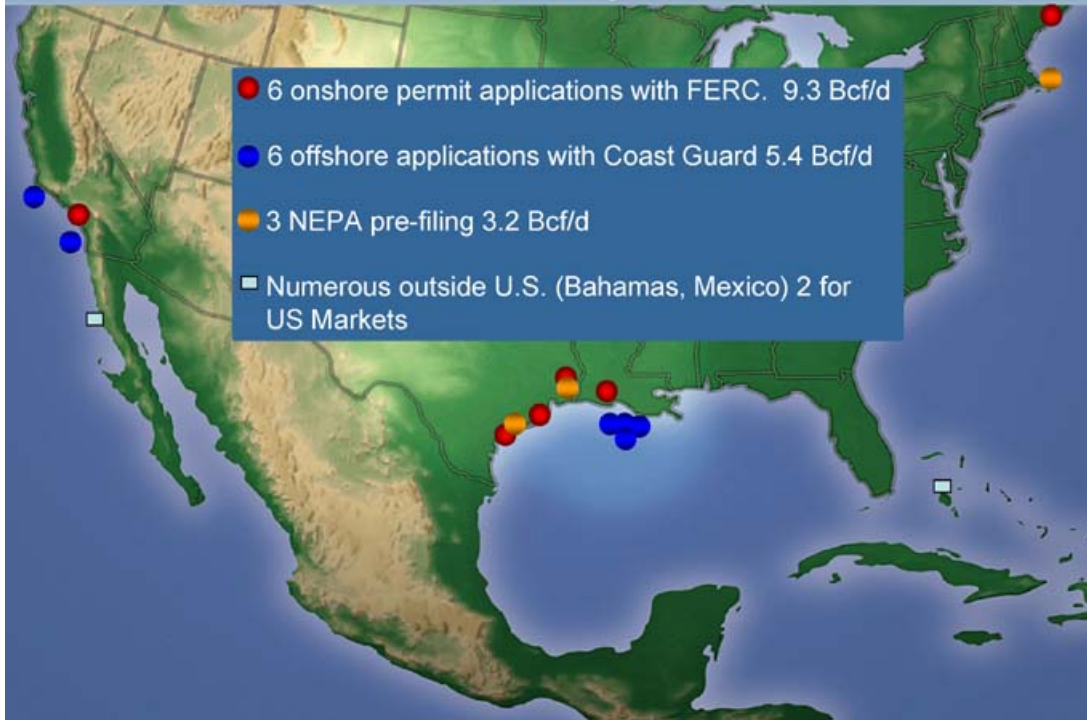 6 onshore permit applications with FERC. 9.3 Bcf/d
6 offshore applications with Coast Guard 5.4 Bcf/d
3 NEPA pre-filing 3.2 Bcf/d
Numerous outside U.S. (Bahamas, Mexico) 2 for
US Markets